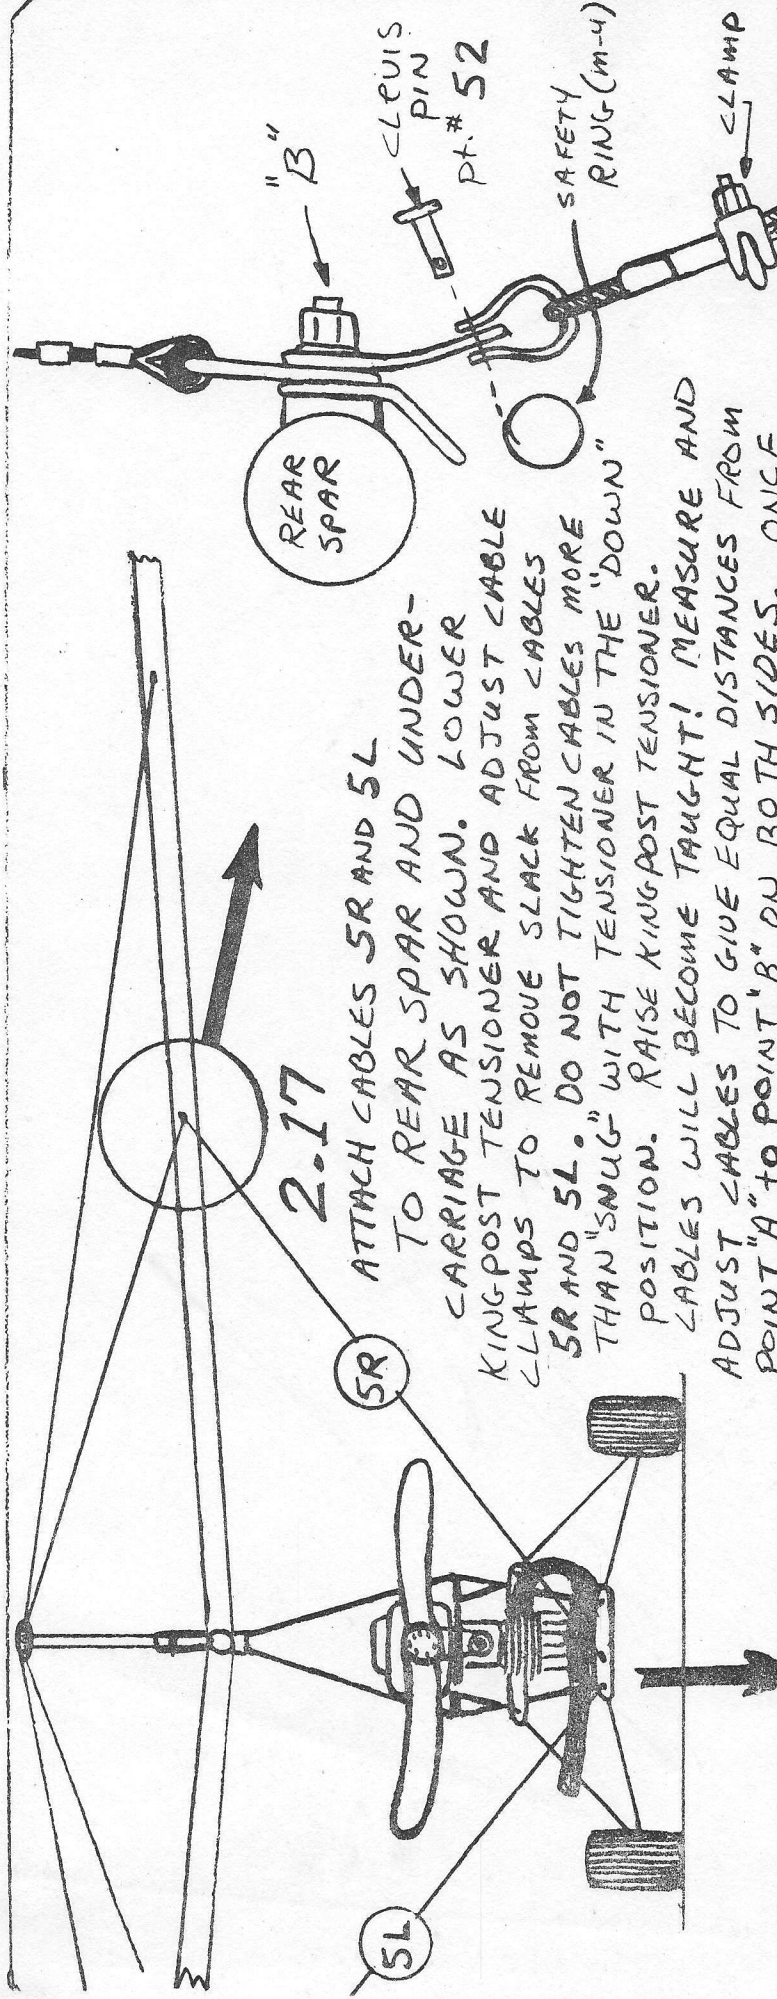 2.17
ATTACH CABLES 5R AND 5L
TO REAR SPAR AND UNDER-
CARRIAGE AS SHOWN. LOWER
KINGPOST TENSIONER AND ADJUST CABLE
CLAMPS TO REMOVE SLACK FROM CABLES
5R AND 5L. DO NOT TIGHTEN CABLES MORE
THAN "SNUG" WITH TENSIONER IN THE "DOWN"
POSITION. RAISE KINGPOST TENSIONER.
CABLES WILL BECOME TAUGHT! MEASURE AND
ADJUST CABLES TO GIVE EQUAL DISTANCES FROM
POINT "A" to POINT "B" ON BOTH SIDES. ONCE
5L
5R
REAR
SPAR
"B"
CLEVIS
PIN
pt.# 52
SAFETY
RING (m-4)
CLAMP